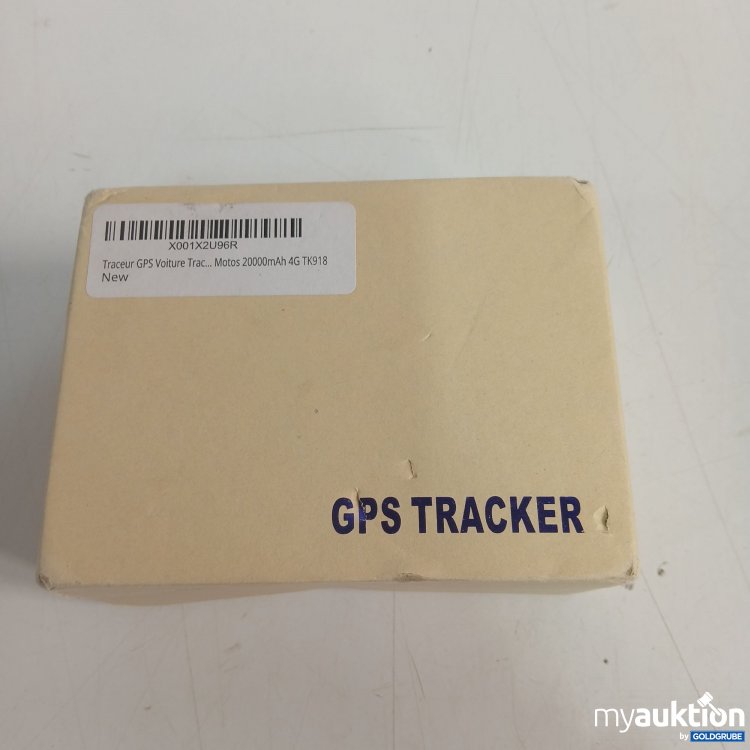 X001X2U96R
Traceur GPS Voiture Trac... Motos 20000mAh 4G TK918
New
GPS TRACKER
myauktion
by GOLDGRUBE